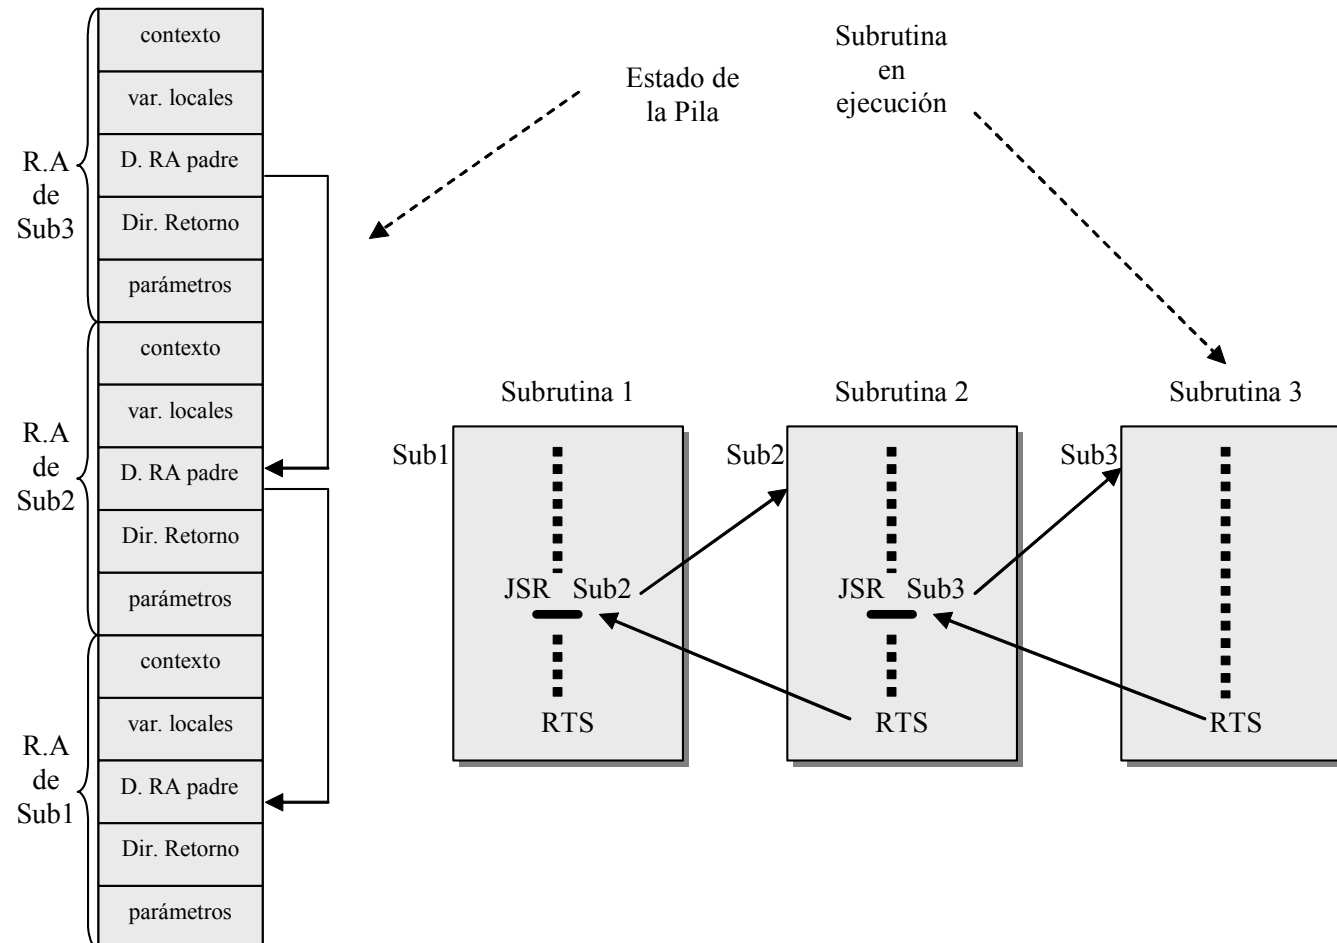 contexto
var. locales
D. RA padre
Dir. Retorno
parámetros
R.A
de
Sub3
contexto
var. locales
D. RA padre
Dir. Retorno
parámetros
R.A
de
Sub2
contexto
var. locales
D. RA padre
Dir. Retorno
parámetros
R.A
de
Sub1
Estado de
la Pila
Subrutina
en
ejecución
Subrutina 1
Sub1
JSR Sub2
RTS
Subrutina 2
Sub2
JSR Sub3
RTS
Subrutina 3
Sub3
RTS